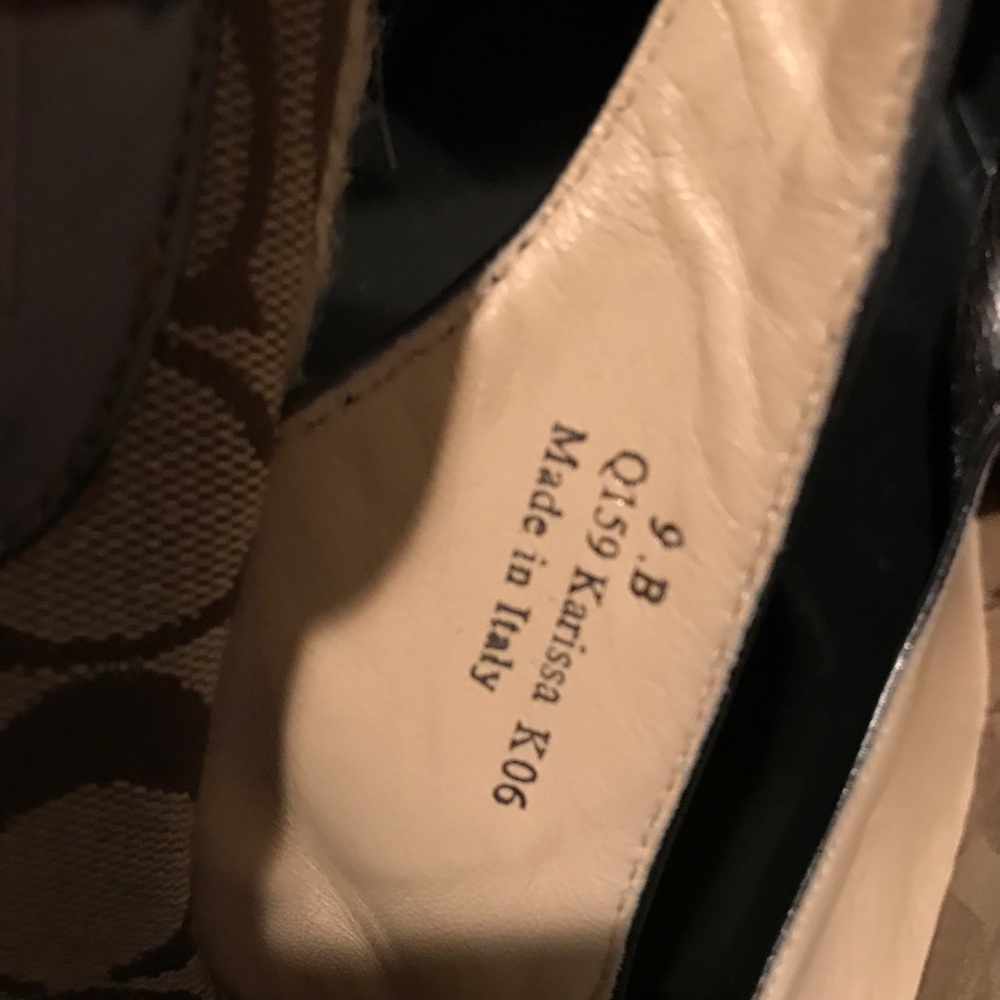 9 .B
Q159 Karissa K06
Made in Italy